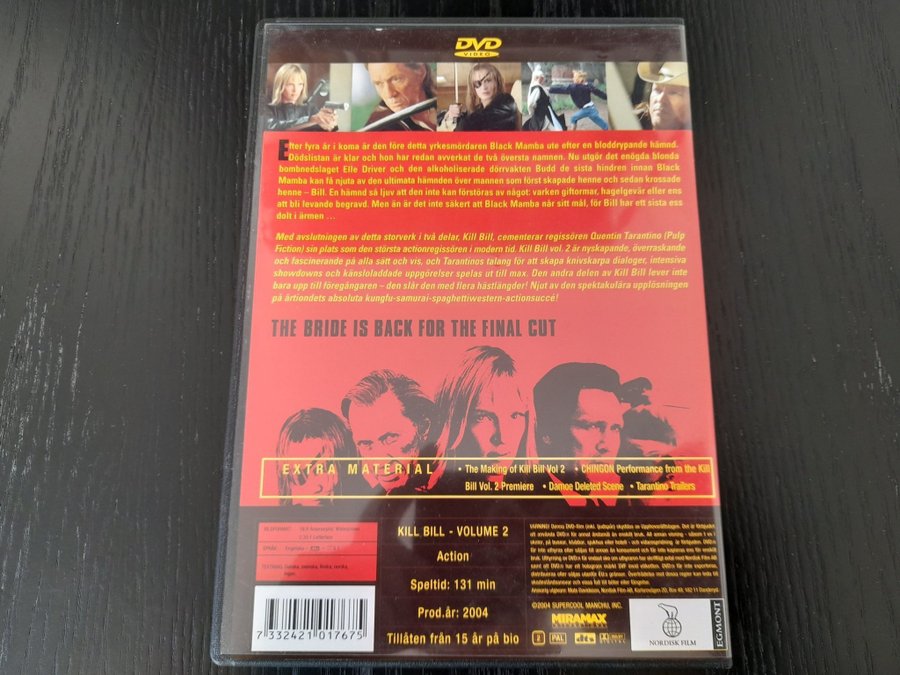 DVD
VIDEO
Efter fyra år i koma är den före detta yrkesmördaren Black Mamba ute efter en bloddrypande hämnd.
Dödslistan är klar och hon har redan avverkat de två översta namnen. Nu utgör det enögda blonda
bombnedslaget Elle Driver och den alkoholiserade dörrvakten Budd de sista hindren innan Black
Mamba kan få njuta av den ultimata hämnden över mannen som först skapade henne och sedan krossade
henne – Bill. En hämnd så ljuv att den inte kan förstöras av något: varken giftormar, hagelgevär eller ens
att bli levande begravd. Men än är det inte säkert att Black Mamba når sitt mål, för Bill har ett sista ess
dolt i ärmen ...
Med avslutningen av detta storverk i två delar, Kill Bill, cementerar regissören Quentin Tarantino (Pulp
Fiction) sin plats som den största actionregissören i modern tid. Kill Bill vol. 2 är nyskapande, överraskande
och fascinerande på alla sätt och vis, och Tarantinos talang för att skapa knivskarpa dialoger, intensiva
showdowns och känsloladdade uppgörelser spelas ut till max. Den andra delen av Kill Bill lever inte
bara upp till föregångaren – den slår den med flera hästlängder! Njut av den spektakulära upplösningen
på årtiondets absoluta kungfu-samurai-spaghettiwestern-actionsuccé!
THE BRIDE IS BACK FOR THE FINAL CUT
EXTRA MATERIAL • The Making of Kill Bill Vol 2 • CHINGON Performance from the Kill
Bill Vol. 2 Premiere • Damoe Deleted Scene • Tarantino Trailers
KILL BILL - VOLUME 2
Action
Speltid: 131 min
Prod.år: 2004
Tillåten från 15 år på bio
7 332421 017675
©2004 SUPERCOOL MANCHU, INC.
MIRAMAX
2 PAL dts
NORDISK FILM
EGMONT